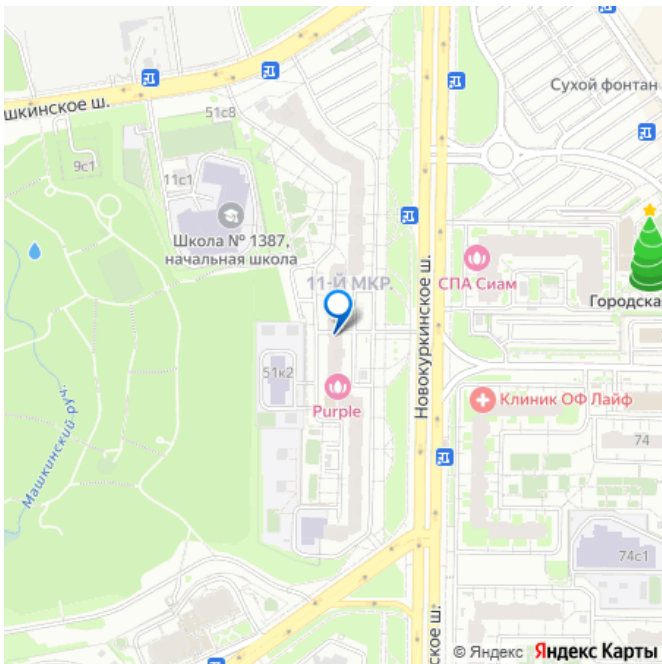 Сухой фонтан
шкинское ш.
51с8
9с1
11с1
Школа № 1387,
начальная школа
СПА Сиам
11-Й МКР.
Городска
51к2
Purple
Новокуркинское ш.
Клиник ОФ Лайф
74
Машкинский руч.
74с1
ское ш.
© Яндекс Яндекс Карты